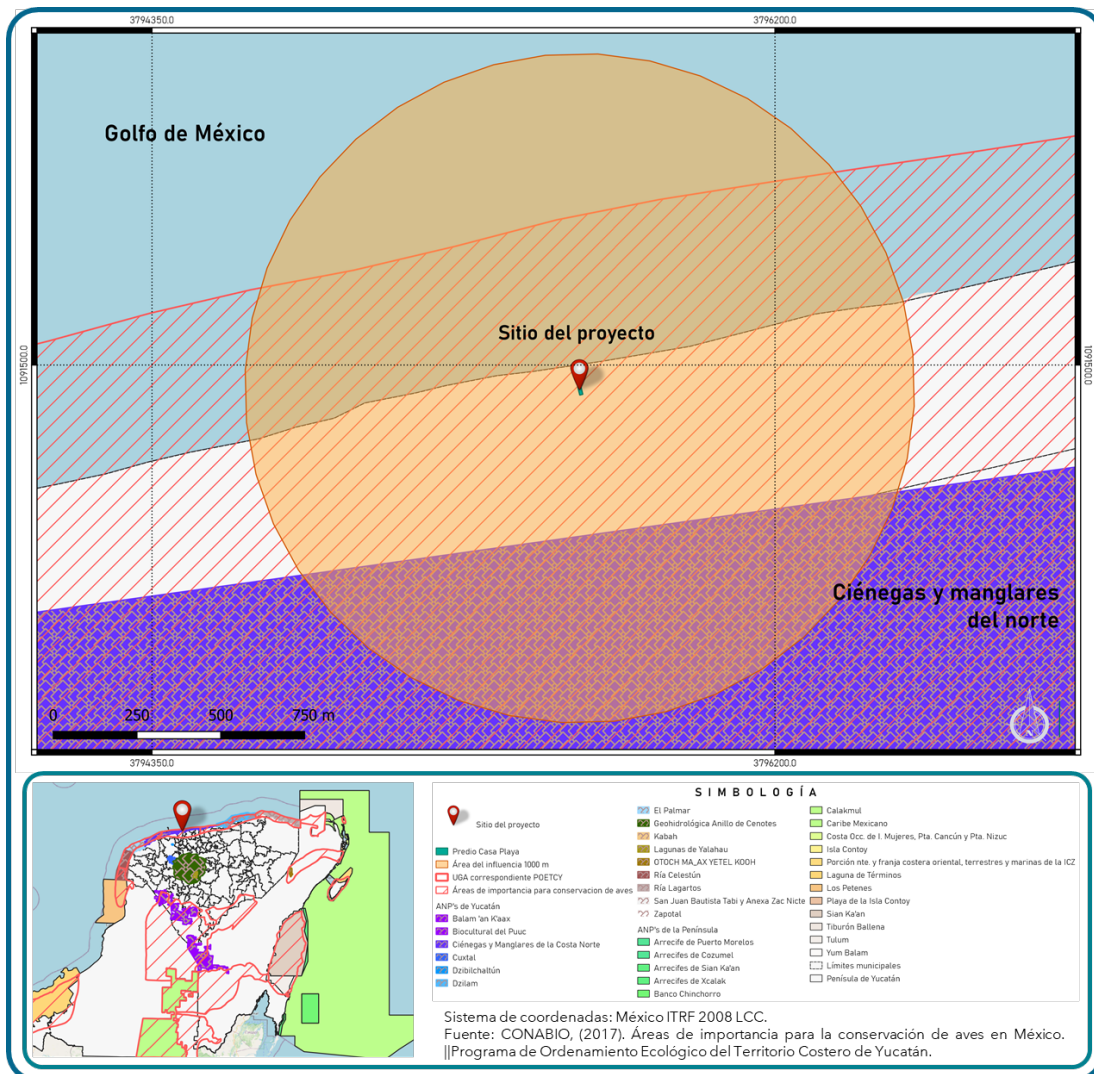 3794350.0
3796200.0
Golfo de México
Sitio del proyecto
1091500.0
1091500.0
Ciénegas y manglares
del norte
0 250 500 750 m
3794350.0
3796200.0
SIMBOLOGÍA
Sitio del proyecto
Predio Casa Playa
Área del influencia 1000 m
UGA correspondiente POETCY
Áreas de importancia para conservacion de aves
ANP's de Yucatán
Balam 'an K'aax
Biocultural del Puuc
Ciénegas y Manglares de la Costa Norte
Cuxtal
Dzibilchaltún
Dzilam
El Palmar
Geohidrológica Anillo de Cenotes
Kabah
Lagunas de Yalahau
OTOCH MA_AX YETEL KOOH
Ría Celestún
Ría Lagartos
San Juan Bautista Tabi y Anexa Zac Nicte
Zapotal
ANP's de la Península
Arrecife de Puerto Morelos
Arrecifes de Cozumel
Arrecifes de Sian Ka'an
Arrecifes de Xcalak
Banco Chinchorro
Calakmul
Caribe Mexicano
Costa Occ. de I. Mujeres, Pta. Cancún y Pta. Nizuc
Isla Contoy
Porción nte. y franja costera oriental, terrestres y marinas de la ICZ
Laguna de Términos
Los Petenes
Playa de la Isla Contoy
Sian Ka'an
Tiburón Ballena
Tulum
Yum Balam
Límites municipales
Penísula de Yucatán
Sistema de coordenadas: México ITRF 2008 LCC.
Fuente: CONABIO, (2017). Áreas de importancia para la conservación de aves en México.
||Programa de Ordenamiento Ecológico del Territorio Costero de Yucatán.